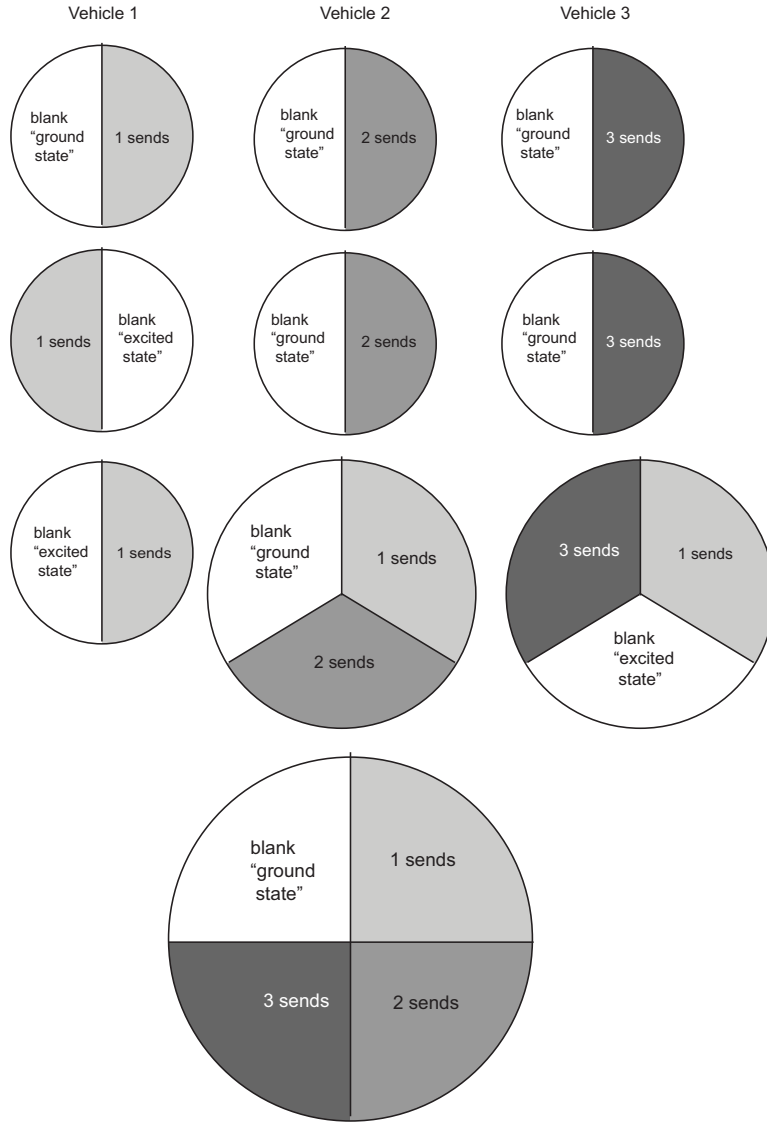 Vehicle 1
Vehicle 2
Vehicle 3
blank
“ground
state”
1 sends
blank
“ground
state”
2 sends
blank
“ground
state”
3 sends
1 sends
blank
“excited
state”
blank
“ground
state”
2 sends
blank
“ground
state”
3 sends
blank
“excited
state”
1 sends
blank
“ground
state”
1 sends
2 sends
3 sends
1 sends
blank
“excited
state”
blank
“ground
state”
1 sends
3 sends
2 sends